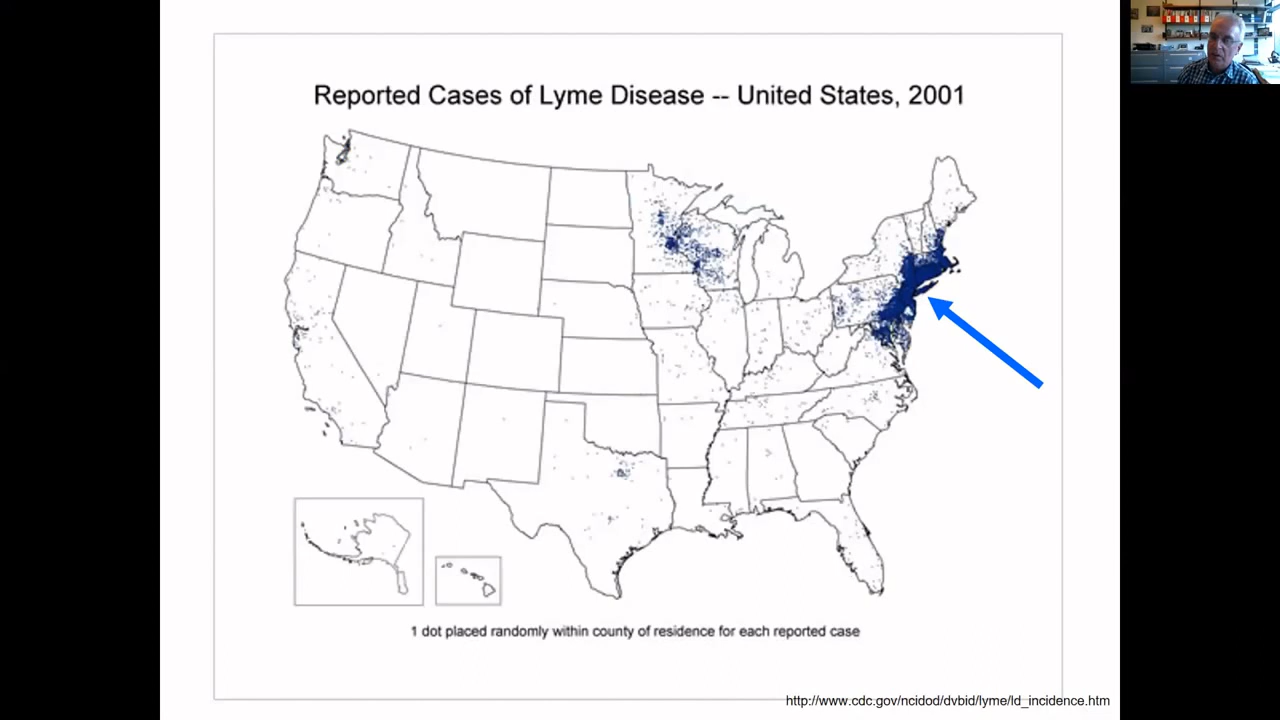 Reported Cases of Lyme Disease -- United States, 2001
1 dot placed randomly within county of residence for each reported case
http://www.cdc.gov/ncidod/dvbid/lyme/ld_incidence.htm